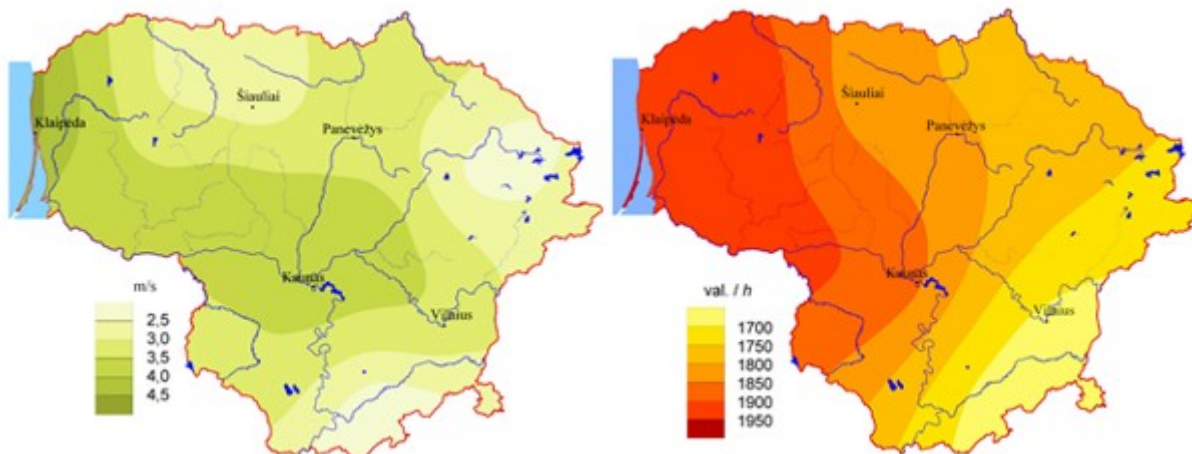 Klaipėda
Šiauliai
Panevėžys
Kaunas
Vilnius
m/s
2,5
3,0
3,5
4,0
4,5
Klaipėda
Šiauliai
Panevėžys
Kaunas
Vilnius
val. / h
1700
1750
1800
1850
1900
1950